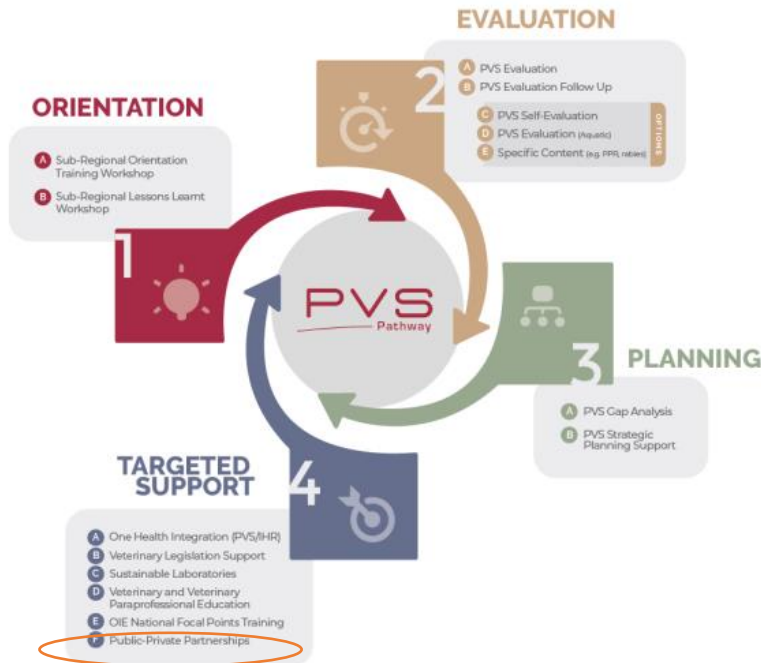 ORIENTATION
A Sub-Regional Orientation
Training Workshop
B Sub-Regional Lessons Learnt
Workshop
1
EVALUATION
2
A PVS Evaluation
B PVS Evaluation Follow Up
C PVS Self-Evaluation
D PVS Evaluation (Aquatic)
E Specific Content (e.g. PPR, rabies)
OPTIONS
PVS
Pathway
3
PLANNING
A PVS Gap Analysis
B PVS Strategic
Planning Support
TARGETED
SUPPORT
4
A One Health Integration (PVS/IHR)
B Veterinary Legislation Support
C Sustainable Laboratories
D Veterinary and Veterinary
Paraprofessional Education
E OIE National Focal Points Training
F Public-Private Partnerships